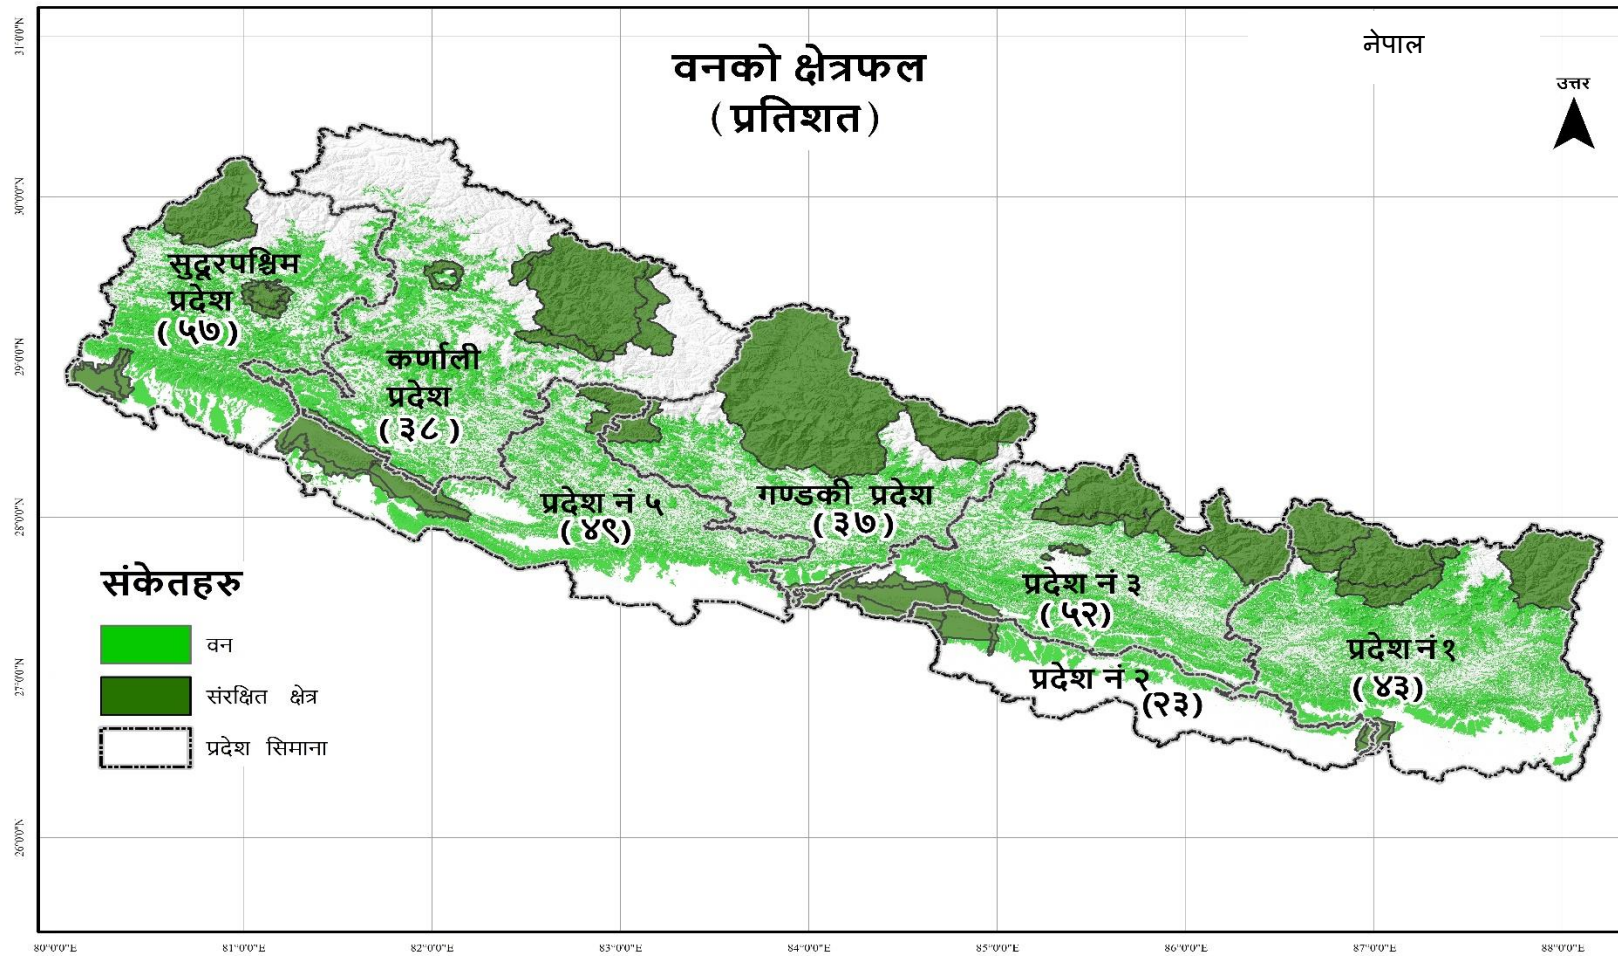 नेपाल
वनको क्षेत्रफल
(प्रतिशत)
उत्तर
31°0'0"N
30°0'0"N
29°0'0"N
28°0'0"N
27°0'0"N
26°0'0"N
सुदूरपश्चिम
प्रदेश
(५७)
कर्णाली
प्रदेश
(३८)
प्रदेश नं ५
(४९)
गण्डकी प्रदेश
(३७)
प्रदेश नं ३
(५२)
प्रदेश नं २
(२३)
प्रदेश नं १
(४३)
संकेतहरु
वन
संरक्षित क्षेत्र
प्रदेश सिमाना
80°0'0"E
81°0'0"E
82°0'0"E
83°0'0"E
84°0'0"E
85°0'0"E
86°0'0"E
87°0'0"E
88°0'0"E